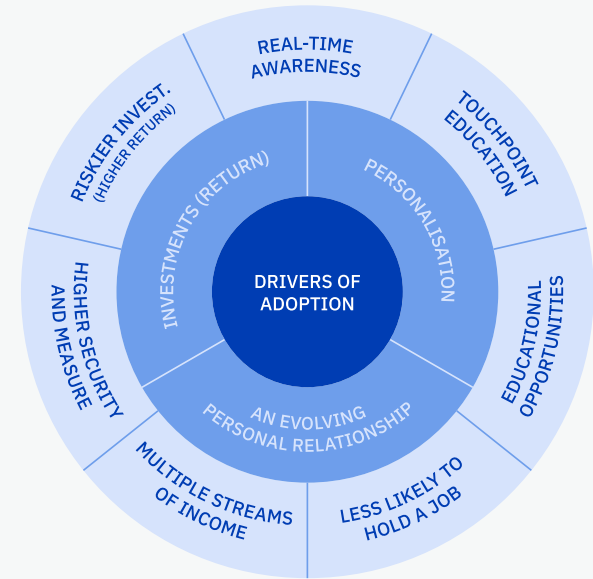 DRIVERS OF
ADOPTION
PERSONALISATION
AN EVOLVING
PERSONAL RELATIONSHIP
INVESTMENTS (RETURN)
REAL-TIME
AWARENESS
TOUCHPOINT
EDUCATION
EDUCATIONAL
OPPORTUNITIES
LESS LIKELY TO
HOLD A JOB
MULTIPLE STREAMS
OF INCOME
HIGHER SECURITY
AND MEASURE
RISKIER INVEST.
(HIGHER RETURN)